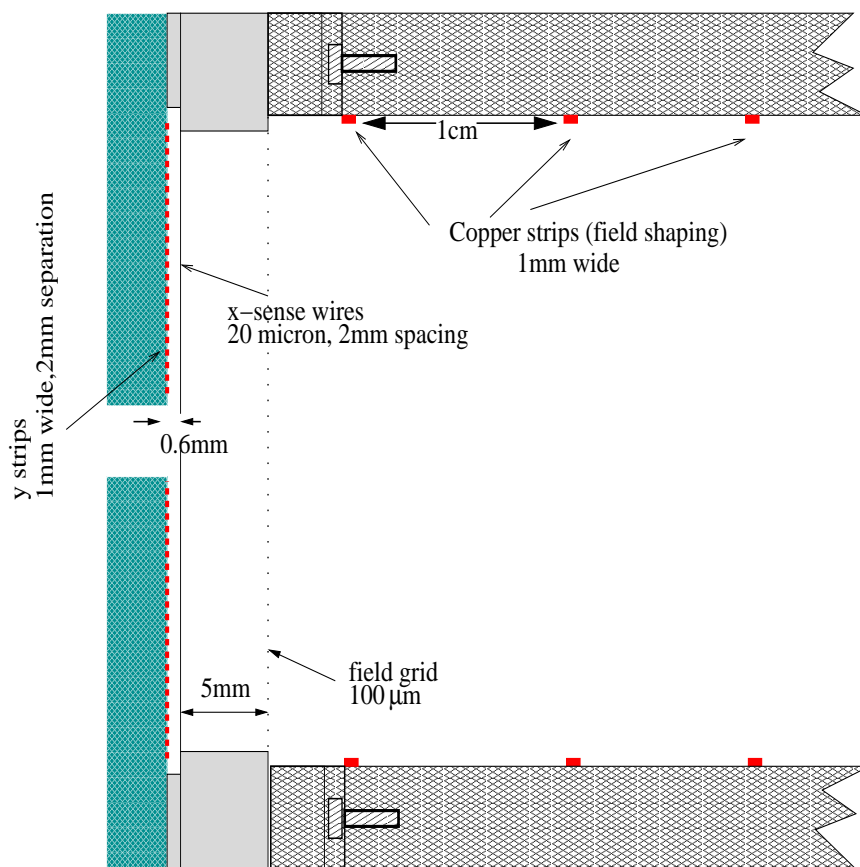 1cm
Copper strips (field shaping)
1mm wide
x-sense wires
20 micron, 2mm spacing
y strips
1mm wide,2mm separation
0.6mm
5mm
field grid
100 μm